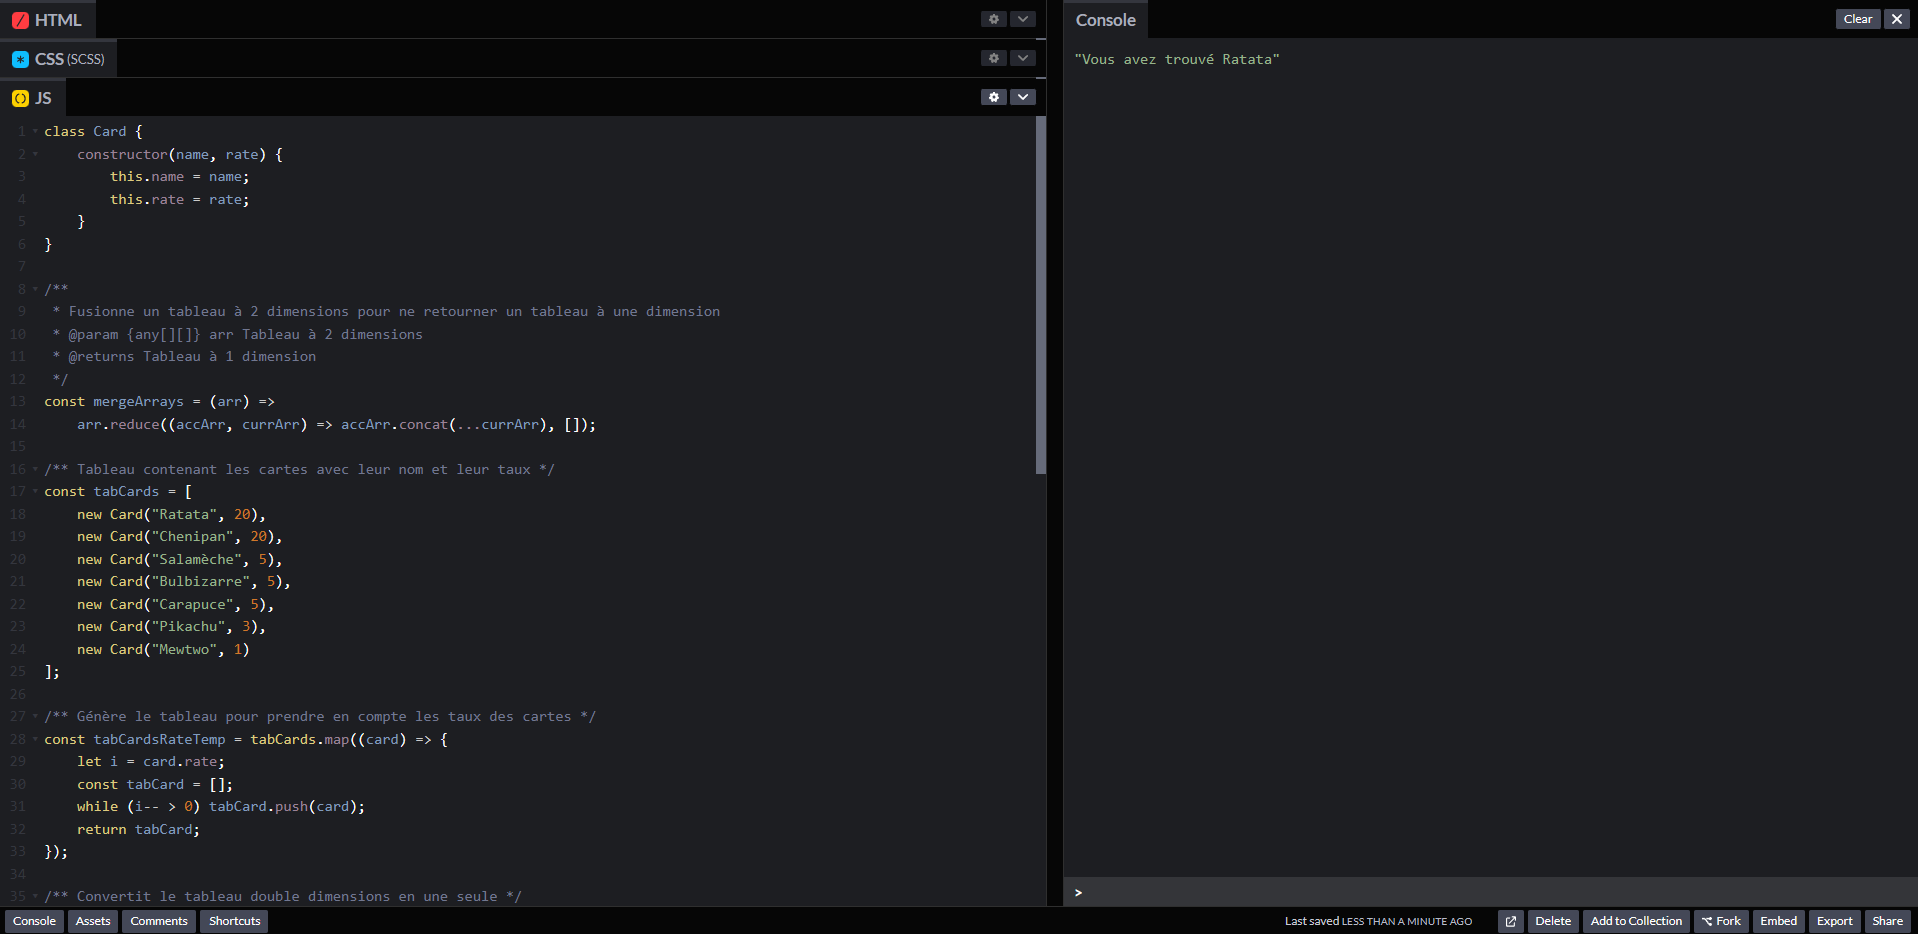 HTML
CSS (SCSS)
JS
1 class Card {
2 constructor(name, rate) {
3 this.name = name;
4 this.rate = rate;
5 }
6 }
7
8 /**
9 * Fusionne un tableau à 2 dimensions pour ne retourner un tableau à une dimension
10 * @param {any[][]} arr Tableau à 2 dimensions
11 * @returns Tableau à 1 dimension
12 */
13 const mergeArrays = (arr) =>
14 arr.reduce((accArr, currArr) => accArr.concat(...currArr), []);
15
16 /** Tableau contenant les cartes avec leur nom et leur taux */
17 const tabCards = [
18 new Card("Ratata", 20),
19 new Card("Chenipan", 20),
20 new Card("Salamèche", 5),
21 new Card("Bulbizarre", 5),
22 new Card("Carapuce", 5),
23 new Card("Pikachu", 3),
24 new Card("Mewtwo", 1)
25 ];
26
27 /** Génère le tableau pour prendre en compte les taux des cartes */
28 const tabCardsRateTemp = tabCards.map((card) => {
29 let i = card.rate;
30 const tabCard = [];
31 while (i-- > 0) tabCard.push(card);
32 return tabCard;
33 });
34
35 /** Convertit le tableau double dimensions en une seule */
Console
Clear
"Vous avez trouvé Ratata"
>
Console Assets Comments Shortcuts
Last saved LESS THAN A MINUTE AGO
Delete Add to Collection Fork Embed Export Share